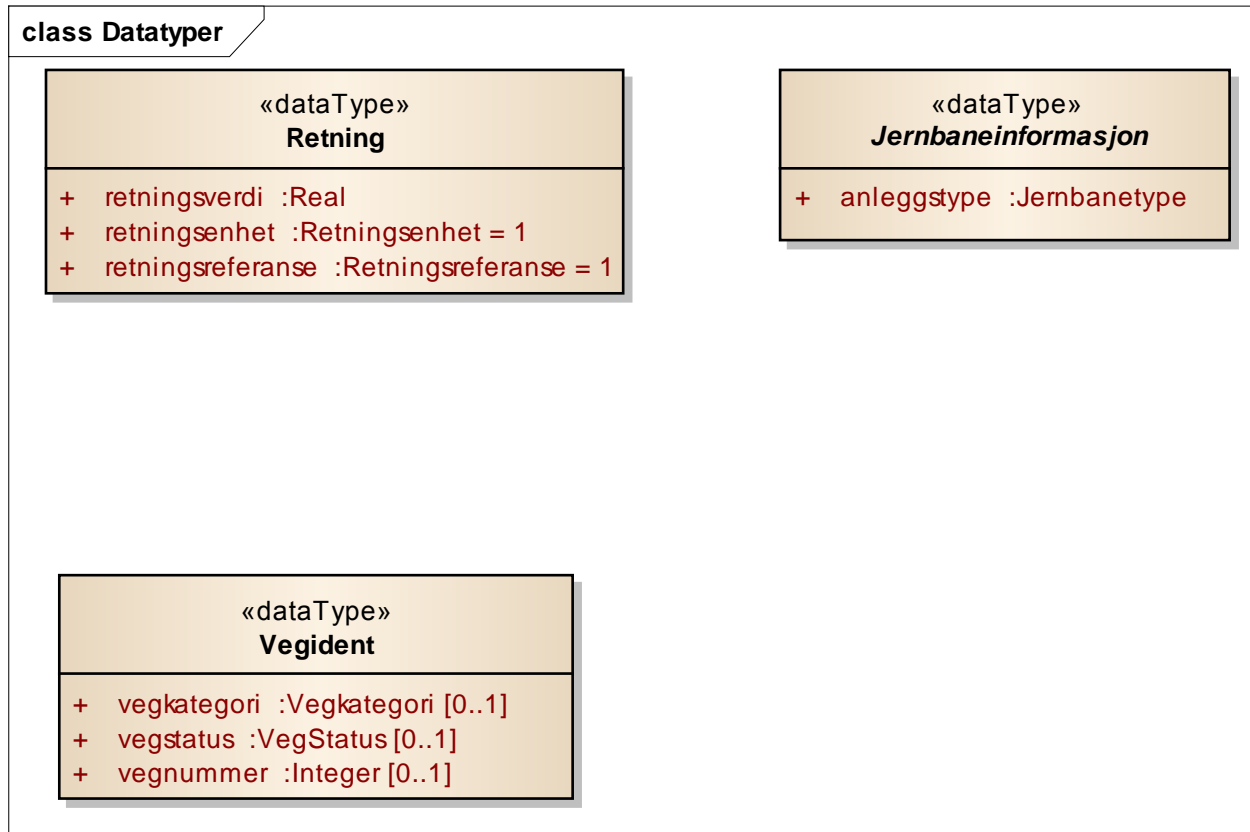 class Datatyper
«dataType»
Retning
+ retningsverdi :Real
+ retningsenhet :Retningsenhet = 1
+ retningsreferanse :Retningsreferanse = 1
«dataType»
Jernbaneinformasjon
+ anleggstype :Jernbanetype
«dataType»
Vegident
+ vegkategori :Vegkategori [0..1]
+ vegstatus :VegStatus [0..1]
+ vegnummer :Integer [0..1]